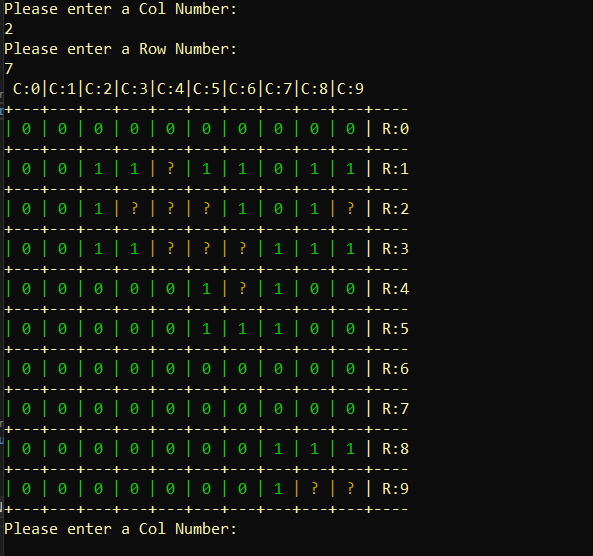 Please enter a Col Number:
2
Please enter a Row Number:
7
 C:0|C:1|C:2|C:3|C:4|C:5|C:6|C:7|C:8|C:9
+---+---+---+---+---+---+---+---+---+----
| 0 | 0 | 0 | 0 | 0 | 0 | 0 | 0 | 0 | 0 | R:0
+---+---+---+---+---+---+---+---+---+----
| 0 | 0 | 1 | 1 | ? | 1 | 1 | 0 | 1 | 1 | R:1
+---+---+---+---+---+---+---+---+---+----
| 0 | 0 | 1 | ? | ? | ? | 1 | 0 | 1 | ? | R:2
+---+---+---+---+---+---+---+---+---+----
| 0 | 0 | 1 | 1 | ? | ? | ? | 1 | 1 | 1 | R:3
+---+---+---+---+---+---+---+---+---+----
| 0 | 0 | 0 | 0 | 0 | 1 | ? | 1 | 0 | 0 | R:4
+---+---+---+---+---+---+---+---+---+----
| 0 | 0 | 0 | 0 | 0 | 1 | 1 | 1 | 0 | 0 | R:5
+---+---+---+---+---+---+---+---+---+----
| 0 | 0 | 0 | 0 | 0 | 0 | 0 | 0 | 0 | 0 | R:6
+---+---+---+---+---+---+---+---+---+----
| 0 | 0 | 0 | 0 | 0 | 0 | 0 | 0 | 0 | 0 | R:7
+---+---+---+---+---+---+---+---+---+----
| 0 | 0 | 0 | 0 | 0 | 0 | 0 | 1 | 1 | 1 | R:8
+---+---+---+---+---+---+---+---+---+----
| 0 | 0 | 0 | 0 | 0 | 0 | 0 | 1 | ? | ? | R:9
+---+---+---+---+---+---+---+---+---+----
Please enter a Col Number: